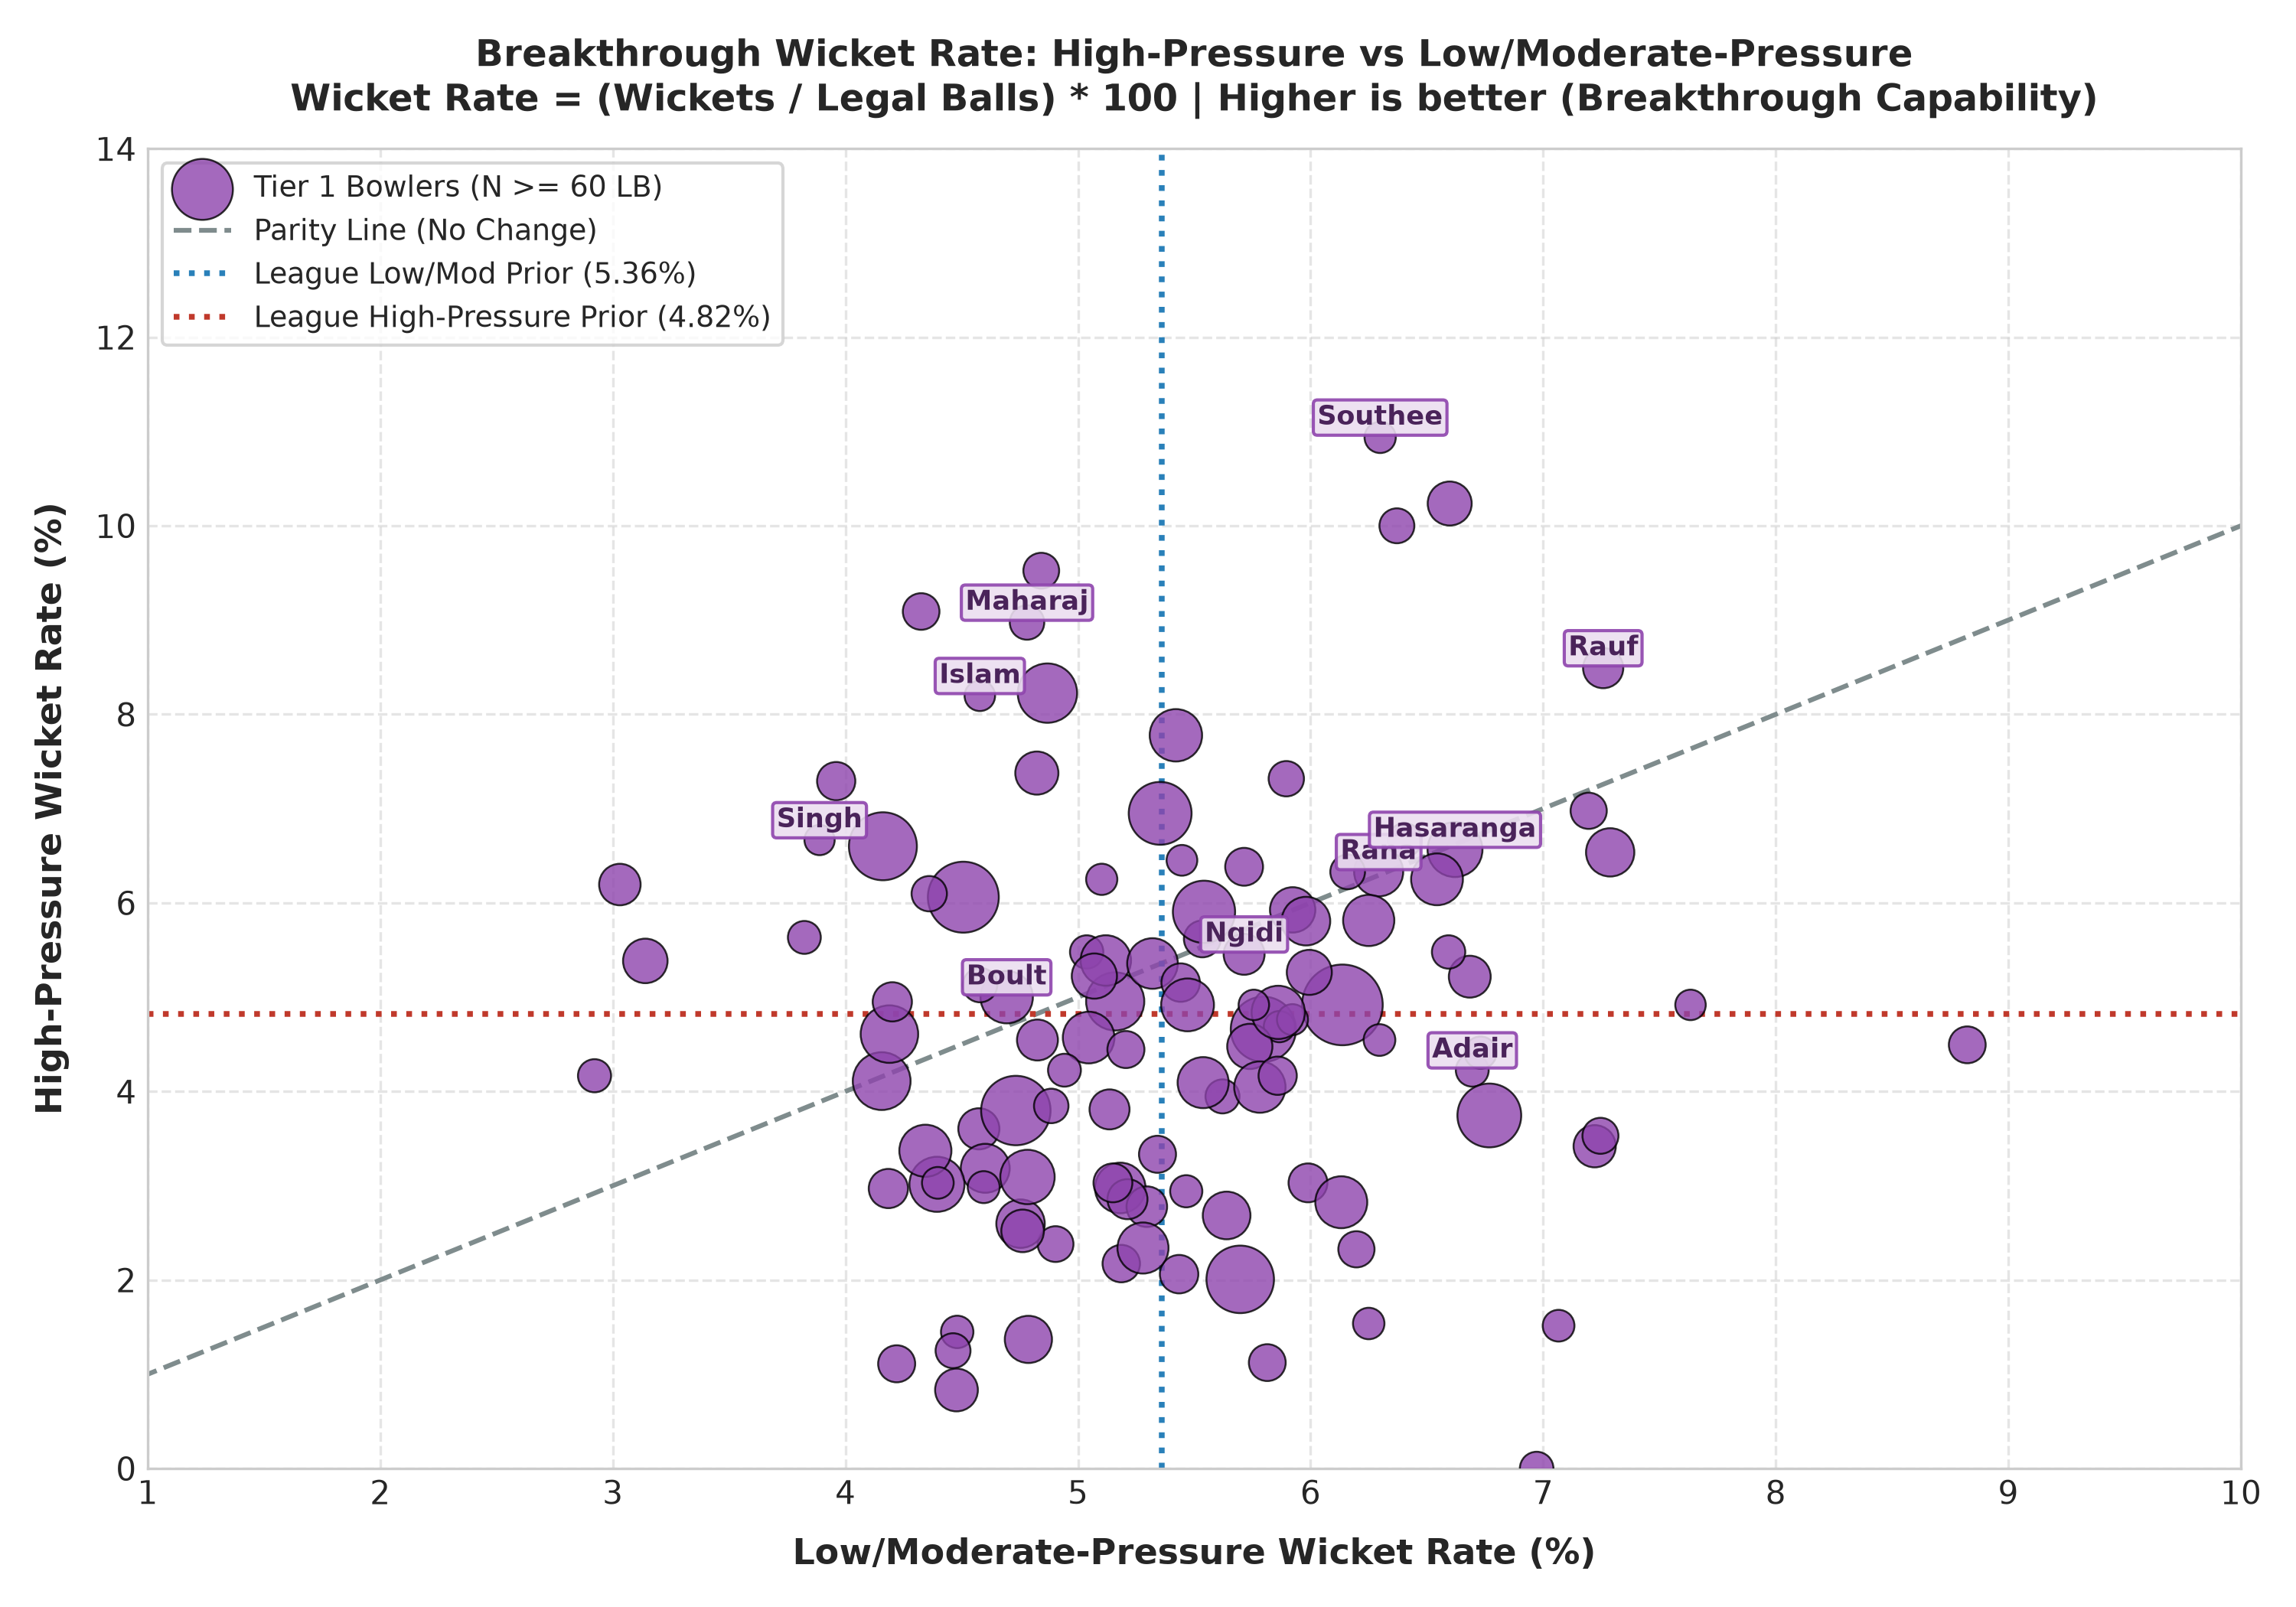 Breakthrough Wicket Rate: High-Pressure vs Low/Moderate-Pressure
Wicket Rate = (Wickets / Legal Balls) * 100 | Higher is better (Breakthrough Capability)
Tier 1 Bowlers (N >= 60 LB)
Parity Line (No Change)
League Low/Mod Prior (5.36%)
League High-Pressure Prior (4.82%)
High-Pressure Wicket Rate (%)
14
12
10
8
6
4
2
0
Southee
Maharaj
Rauf
Islam
Singh
Hasaranga
Rana
Ngidi
Boult
Adair
1 2 3 4 5 6 7 8 9 10
Low/Moderate-Pressure Wicket Rate (%)